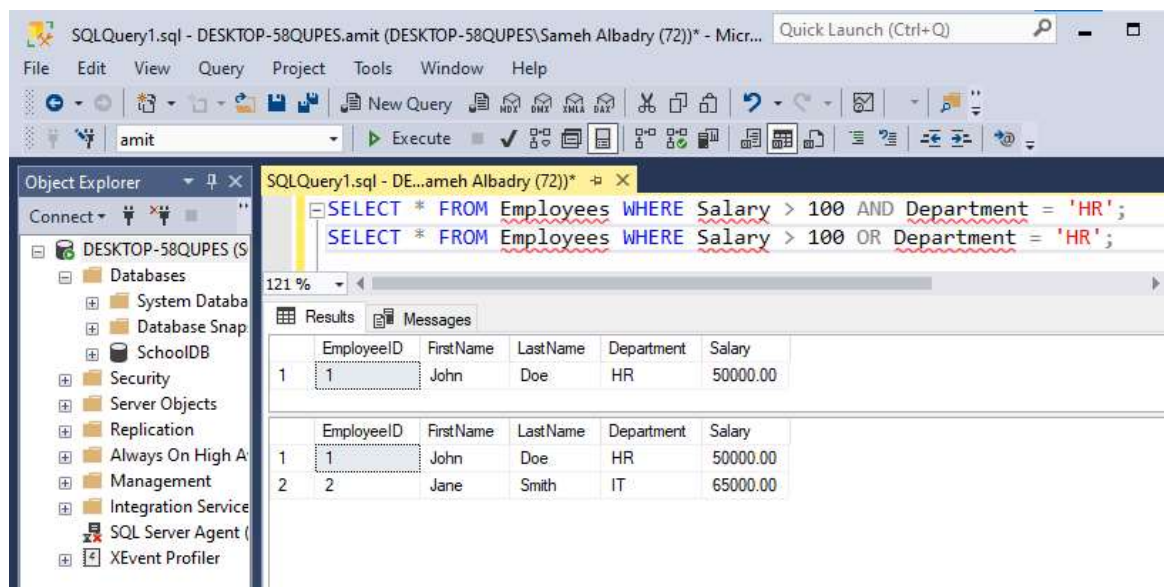 SQLQuery1.sql - DESKTOP-58QUPES.amit (DESKTOP-58QUPES\Sameh Albadry (72))* - Micr...
Quick Launch (Ctrl+Q)
File Edit View Query Project Tools Window Help
New Query MDX DMX XMLA DAX
amit Execute
Object Explorer
Connect
DESKTOP-58QUPES (S
Databases
System Databa
Database Snap
SchoolDB
Security
Server Objects
Replication
Always On High A
Management
Integration Service
SQL Server Agent (
XEvent Profiler
SQLQuery1.sql - DE...ameh Albadry (72))*
SELECT * FROM Employees WHERE Salary > 100 AND Department = 'HR';
SELECT * FROM Employees WHERE Salary > 100 OR Department = 'HR';
121 %
Results Messages
EmployeeID FirstName LastName Department Salary
1 1 John Doe HR 50000.00
EmployeeID FirstName LastName Department Salary
1 1 John Doe HR 50000.00
2 2 Jane Smith IT 65000.00